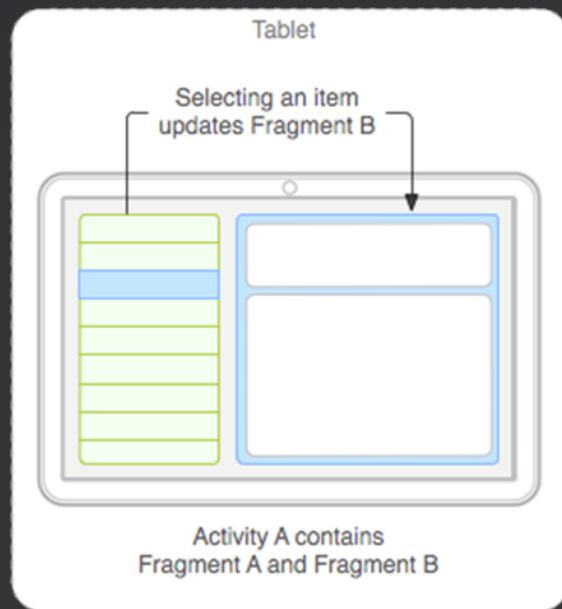 Tablet
Selecting an item
updates Fragment B
Activity A contains
Fragment A and Fragment B